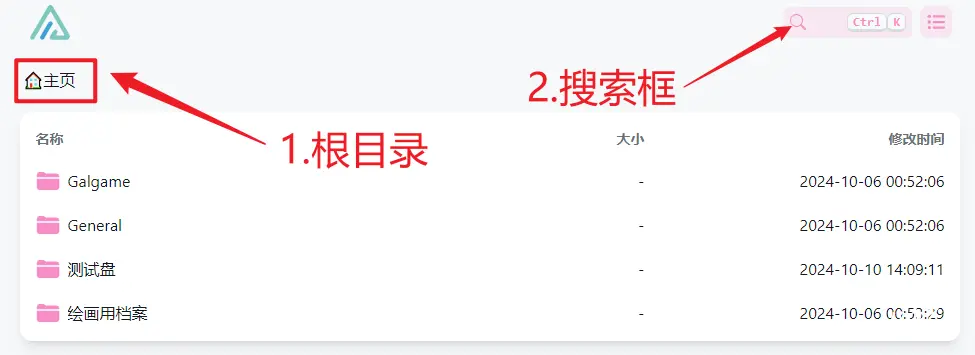 Ctrl K
🏠主页
2.搜索框
1.根目录
名称 大小 修改时间
Galgame - 2024-10-06 00:52:06
General - 2024-10-06 00:52:06
测试盘 - 2024-10-10 14:09:11
绘画用档案 - 2024-10-06 00:53:29